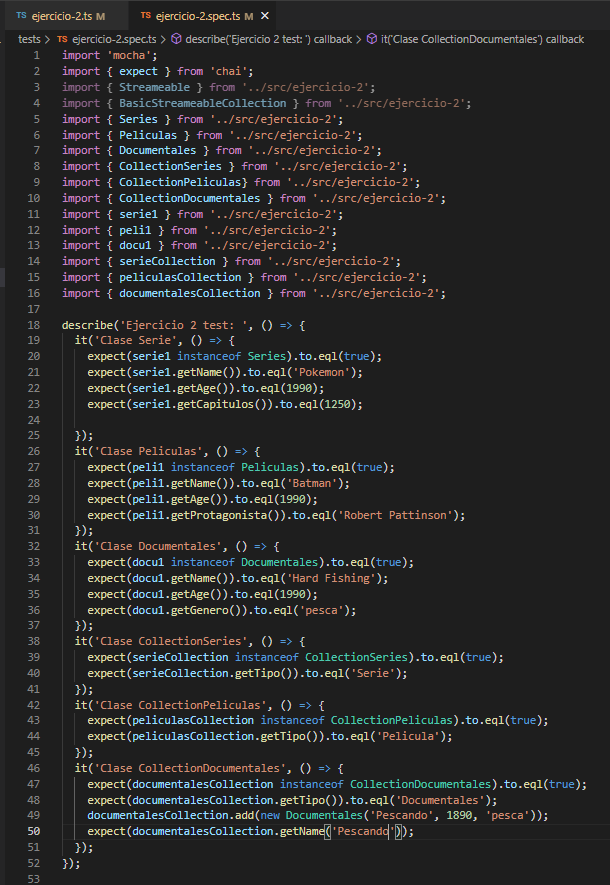 TS ejercicio-2.ts M TS ejercicio-2.spec.ts M ×
tests > TS ejercicio-2.spec.ts > describe('Ejercicio 2 test: ') callback > it('Clase CollectionDocumentales') callback
1 import 'mocha';
2 import { expect } from 'chai';
3 import { Streameable } from '../src/ejercicio-2';
4 import { BasicStreameableCollection } from '../src/ejercicio-2';
5 import { Series } from '../src/ejercicio-2';
6 import { Peliculas } from '../src/ejercicio-2';
7 import { Documentales } from '../src/ejercicio-2';
8 import { CollectionSeries } from '../src/ejercicio-2';
9 import { CollectionPeliculas} from '../src/ejercicio-2';
10 import { CollectionDocumentales } from '../src/ejercicio-2';
11 import { serie1 } from '../src/ejercicio-2';
12 import { peli1 } from '../src/ejercicio-2';
13 import { docu1 } from '../src/ejercicio-2';
14 import { serieCollection } from '../src/ejercicio-2';
15 import { peliculasCollection } from '../src/ejercicio-2';
16 import { documentalesCollection } from '../src/ejercicio-2';
17
18 describe('Ejercicio 2 test: ', () => {
19 it('Clase Serie', () => {
20 expect(serie1 instanceof Series).to.eql(true);
21 expect(serie1.getName()).to.eql('Pokemon');
22 expect(serie1.getAge()).to.eql(1990);
23 expect(serie1.getCapitulos()).to.eql(1250);
24
25 });
26 it('Clase Peliculas', () => {
27 expect(peli1 instanceof Peliculas).to.eql(true);
28 expect(peli1.getName()).to.eql('Batman');
29 expect(peli1.getAge()).to.eql(1990);
30 expect(peli1.getProtagonista()).to.eql('Robert Pattinson');
31 });
32 it('Clase Documentales', () => {
33 expect(docu1 instanceof Documentales).to.eql(true);
34 expect(docu1.getName()).to.eql('Hard Fishing');
35 expect(docu1.getAge()).to.eql(1990);
36 expect(docu1.getGenero()).to.eql('pesca');
37 });
38 it('Clase CollectionSeries', () => {
39 expect(serieCollection instanceof CollectionSeries).to.eql(true);
40 expect(serieCollection.getTipo()).to.eql('Serie');
41 });
42 it('Clase CollectionPeliculas', () => {
43 expect(peliculasCollection instanceof CollectionPeliculas).to.eql(true);
44 expect(peliculasCollection.getTipo()).to.eql('Pelicula');
45 });
46 it('Clase CollectionDocumentales', () => {
47 expect(documentalesCollection instanceof CollectionDocumentales).to.eql(true);
48 expect(documentalesCollection.getTipo()).to.eql('Documentales');
49 documentalesCollection.add(new Documentales('Pescando', 1890, 'pesca'));
50 expect(documentalesCollection.getName('Pescando'));
51 });
52 });
53